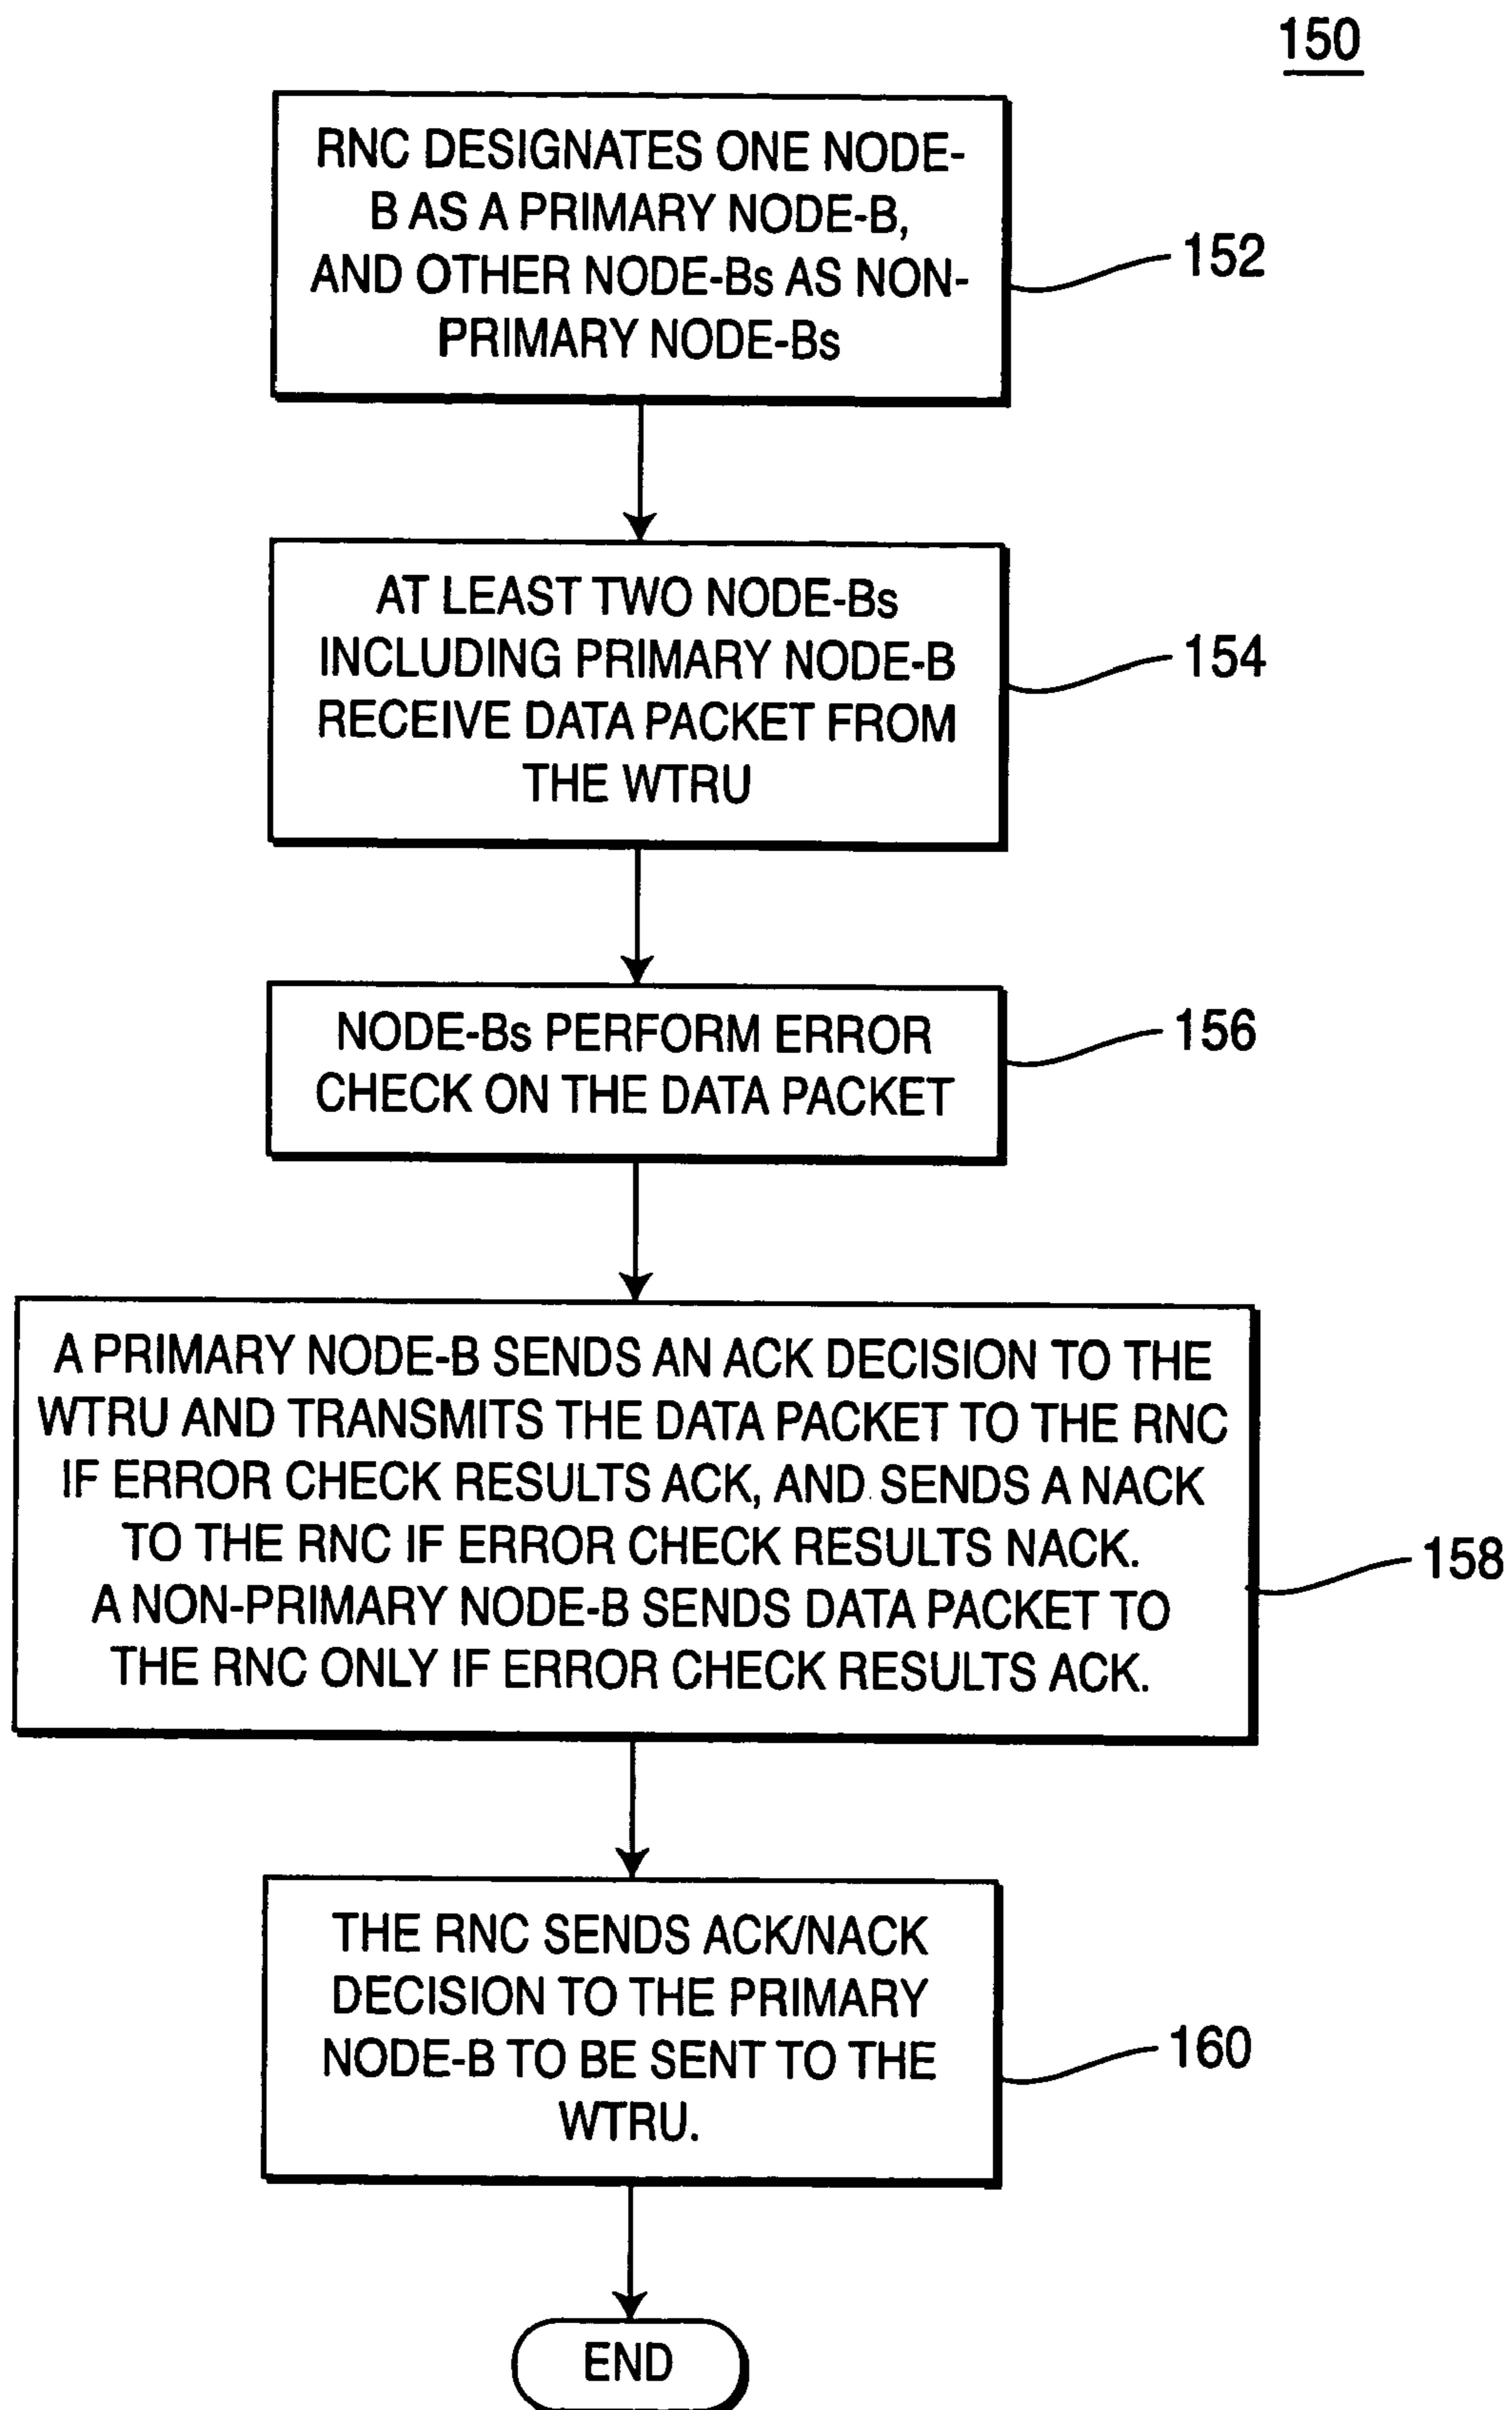 150
RNC DESIGNATES ONE NODE-
B AS A PRIMARY NODE-B,
AND OTHER NODE-Bs AS NON-
PRIMARY NODE-Bs
152
AT LEAST TWO NODE-Bs
INCLUDING PRIMARY NODE-B
RECEIVE DATA PACKET FROM
THE WTRU
154
NODE-Bs PERFORM ERROR
CHECK ON THE DATA PACKET
156
A PRIMARY NODE-B SENDS AN ACK DECISION TO THE
WTRU AND TRANSMITS THE DATA PACKET TO THE RNC
IF ERROR CHECK RESULTS ACK, AND SENDS A NACK
TO THE RNC IF ERROR CHECK RESULTS NACK.
A NON-PRIMARY NODE-B SENDS DATA PACKET TO
THE RNC ONLY IF ERROR CHECK RESULTS ACK.
158
THE RNC SENDS ACK/NACK
DECISION TO THE PRIMARY
NODE-B TO BE SENT TO THE
WTRU.
160
END